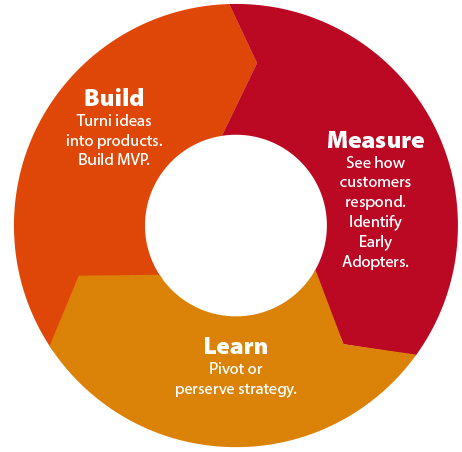 Build
Turni ideas
into products.
Build MVP.
Measure
See how
customers
respond.
Identify
Early
Adopters.
Learn
Pivot or
perserve strategy.